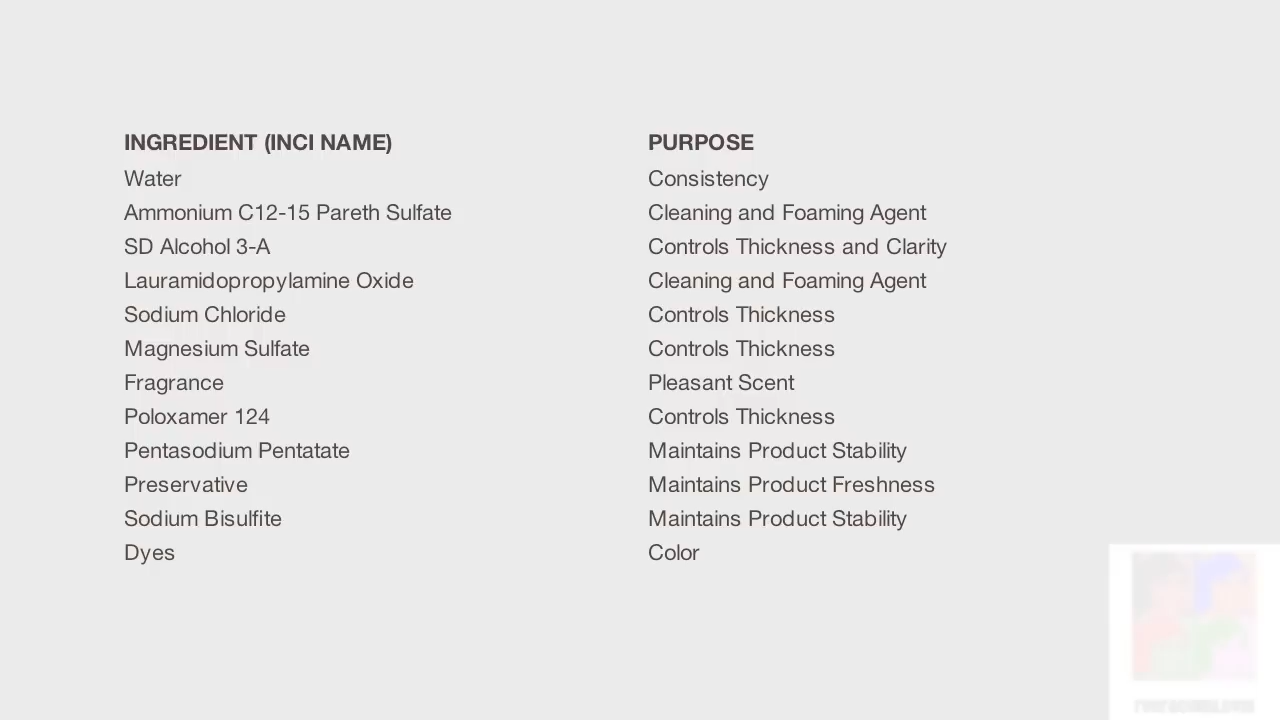 INGREDIENT (INCI NAME) PURPOSE
Water Consistency
Ammonium C12-15 Pareth Sulfate Cleaning and Foaming Agent
SD Alcohol 3-A Controls Thickness and Clarity
Lauramidopropylamine Oxide Cleaning and Foaming Agent
Sodium Chloride Controls Thickness
Magnesium Sulfate Controls Thickness
Fragrance Pleasant Scent
Poloxamer 124 Controls Thickness
Pentasodium Pentatate Maintains Product Stability
Preservative Maintains Product Freshness
Sodium Bisulfite Maintains Product Stability
Dyes Color